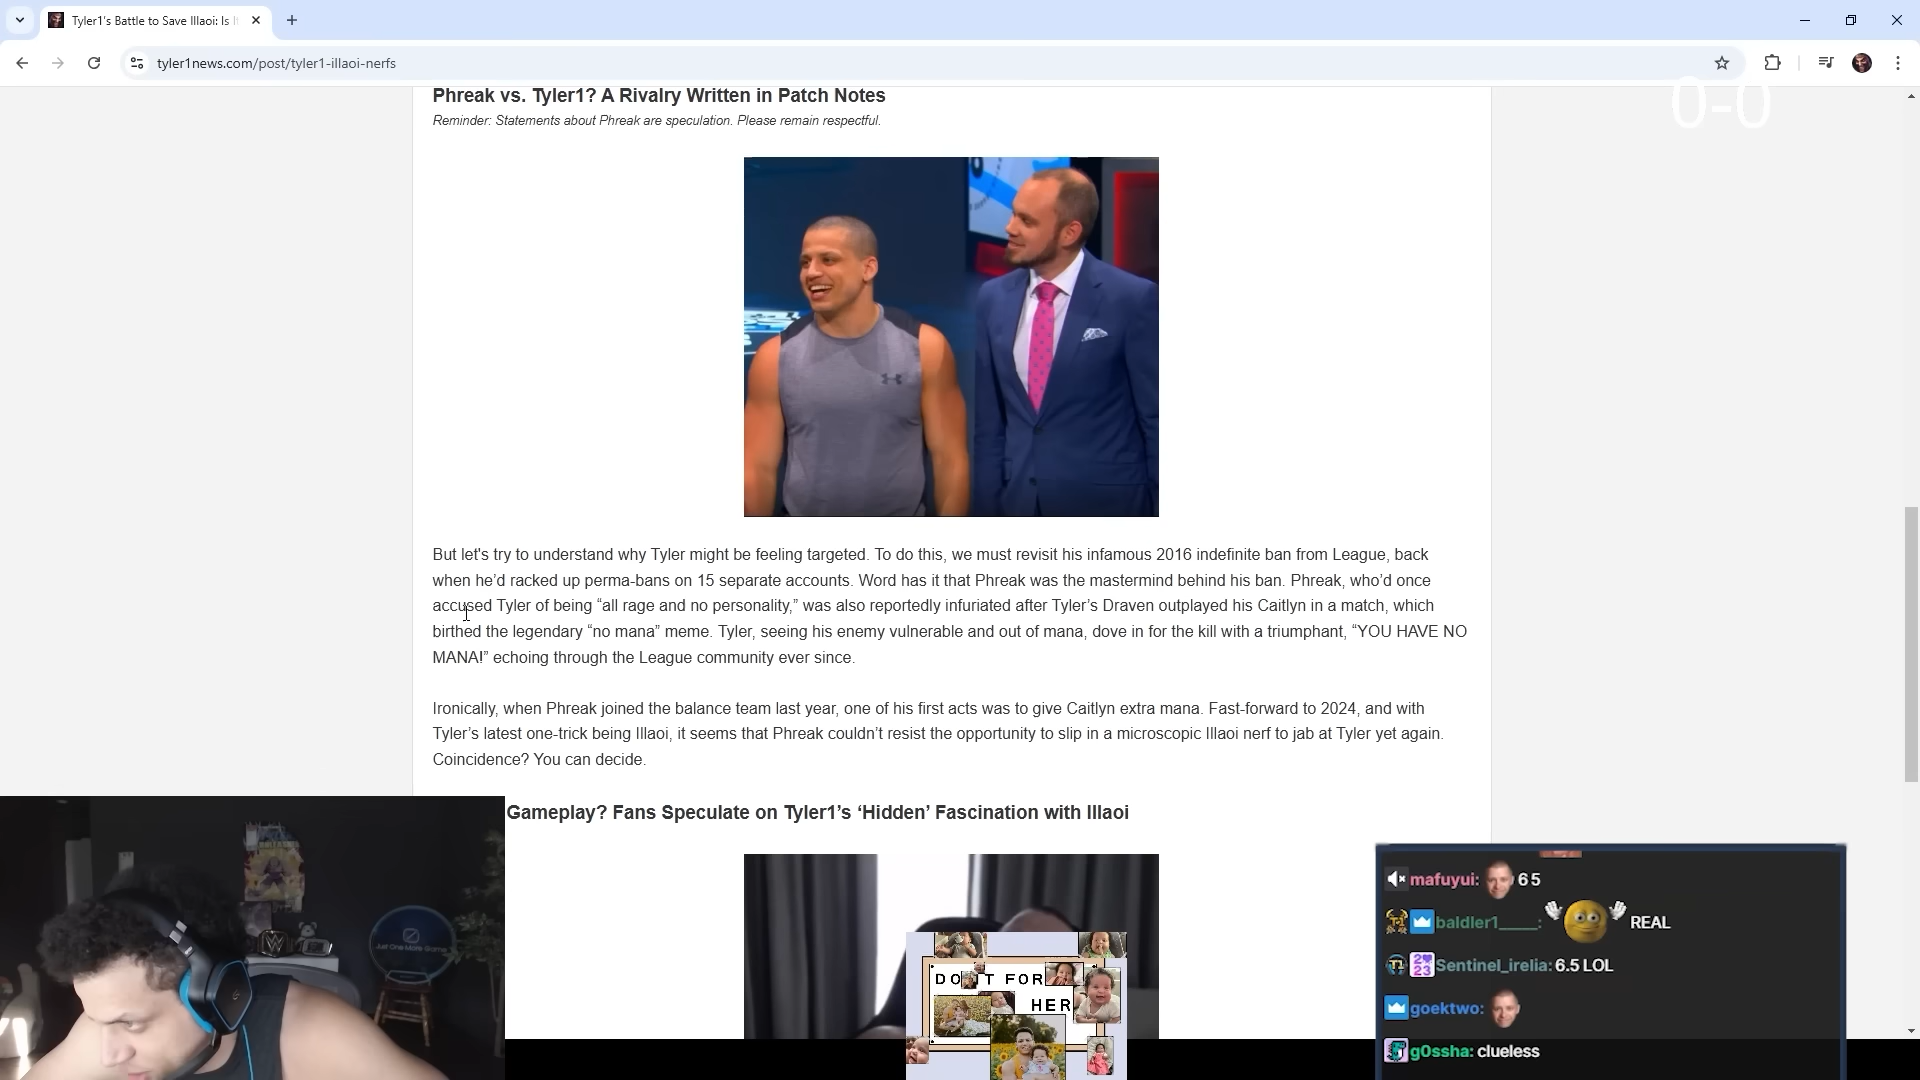 Tyler1's Battle to Save Illaoi: Is
tyler1news.com/post/tyler1-illaoi-nerfs
0-0
Phreak vs. Tyler1? A Rivalry Written in Patch Notes
Reminder: Statements about Phreak are speculation. Please remain respectful.
But let's try to understand why Tyler might be feeling targeted. To do this, we must revisit his infamous 2016 indefinite ban from League, back
when he’d racked up perma-bans on 15 separate accounts. Word has it that Phreak was the mastermind behind his ban. Phreak, who’d once
accused Tyler of being “all rage and no personality,” was also reportedly infuriated after Tyler’s Draven outplayed his Caitlyn in a match, which
birthed the legendary “no mana” meme. Tyler, seeing his enemy vulnerable and out of mana, dove in for the kill with a triumphant, “YOU HAVE NO
MANA!” echoing through the League community ever since.
Ironically, when Phreak joined the balance team last year, one of his first acts was to give Caitlyn extra mana. Fast-forward to 2024, and with
Tyler’s latest one-trick being Illaoi, it seems that Phreak couldn’t resist the opportunity to slip in a microscopic Illaoi nerf to jab at Tyler yet again.
Coincidence? You can decide.
Gameplay? Fans Speculate on Tyler1’s ‘Hidden’ Fascination with Illaoi
Just One More Game
DO IT FOR
HER
mafuyui: 6 5
baldler1_____: REAL
2 23
Sentinel_irelia: 6.5 LOL
goektwo:
g0ssha: clueless